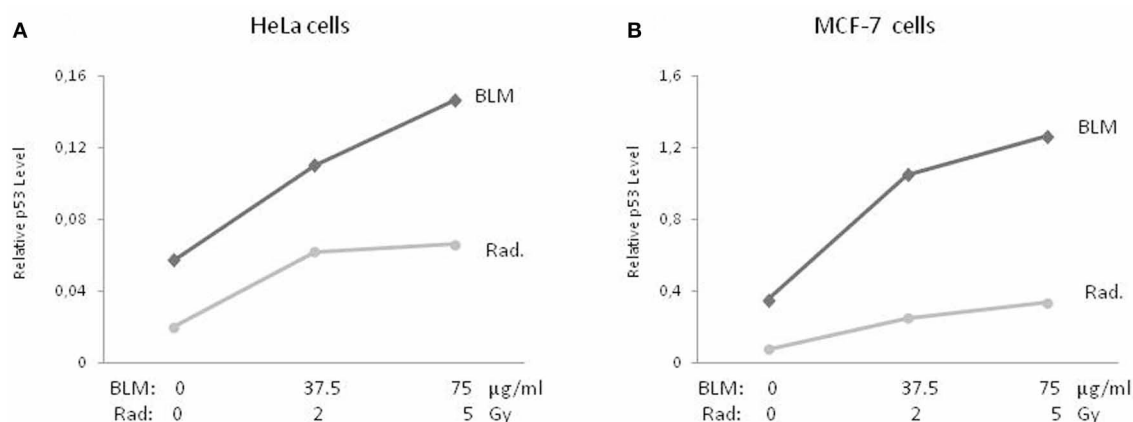 A
HeLa cells
Relative p53 Level
0,16
0,12
0,08
0,04
0
BLM
Rad.
BLM: 0 37.5 75 µg/ml
Rad: 0 2 5 Gy
B
MCF-7 cells
Relative p53 Level
1,6
1,2
0,8
0,4
0
BLM
Rad.
BLM: 0 37.5 75 µg/ml
Rad: 0 2 5 Gy